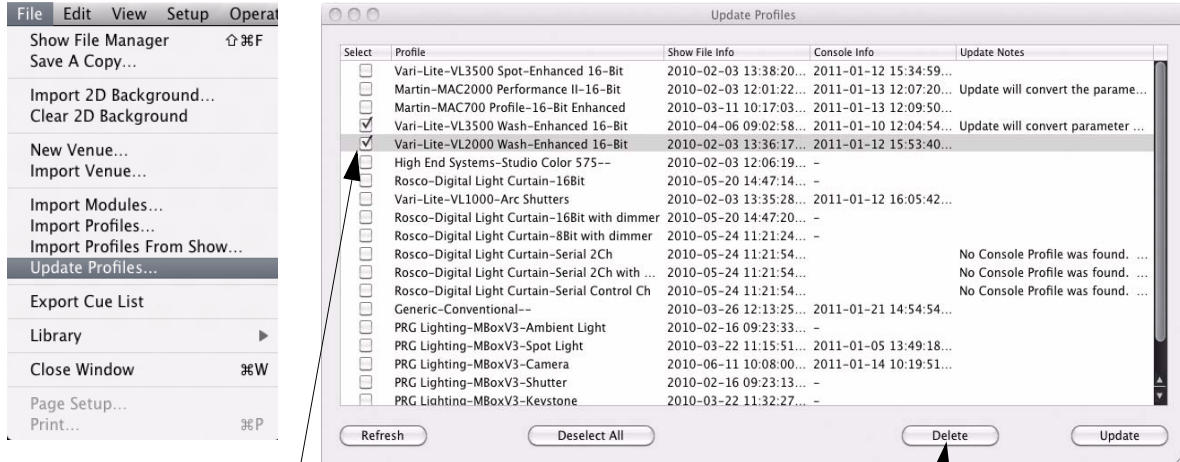 File Edit View Setup Operat
Show File Manager ⇧⌘F
Save A Copy...
Import 2D Background...
Clear 2D Background
New Venue...
Import Venue...
Import Modules...
Import Profiles...
Import Profiles From Show...
Update Profiles...
Export Cue List
Library ▶
Close Window ⌘W
Page Setup...
Print... ⌘P
Update Profiles
Select Profile Show File Info Console Info Update Notes
Vari-Lite-VL3500 Spot-Enhanced 16-Bit 2010-02-03 13:38:20... 2011-01-12 15:34:59...
Martin-MAC2000 Performance II-16-Bit 2010-02-03 12:01:22... 2011-01-13 12:07:20... Update will convert the parame...
Martin-MAC700 Profile-16-Bit Enhanced 2010-03-11 10:17:03... 2011-01-13 12:09:50...
Vari-Lite-VL3500 Wash-Enhanced 16-Bit 2010-04-06 09:02:58... 2011-01-10 12:04:54... Update will convert parameter ...
Vari-Lite-VL2000 Wash-Enhanced 16-Bit 2010-02-03 13:36:17... 2011-01-12 15:53:40...
High End Systems-Studio Color 575-- 2010-02-03 12:06:19... -
Rosco-Digital Light Curtain-16Bit 2010-05-20 14:47:14... -
Vari-Lite-VL1000-Arc Shutters 2010-02-03 13:35:28... 2011-01-12 16:05:42...
Rosco-Digital Light Curtain-16Bit with dimmer 2010-05-20 14:47:20... -
Rosco-Digital Light Curtain-8Bit with dimmer 2010-05-24 11:21:24... -
Rosco-Digital Light Curtain-Serial 2Ch 2010-05-24 11:21:54... No Console Profile was found. ...
Rosco-Digital Light Curtain-Serial 2Ch with ... 2010-05-24 11:21:54... No Console Profile was found. ...
Rosco-Digital Light Curtain-Serial Control Ch 2010-05-24 11:21:54... No Console Profile was found. ...
Generic-Conventional-- 2010-03-26 12:13:25... 2011-01-21 14:54:54...
PRG Lighting-MBoxV3-Ambient Light 2010-02-16 09:23:33... -
PRG Lighting-MBoxV3-Spot Light 2010-03-22 11:15:51... 2011-01-05 13:49:18...
PRG Lighting-MBoxV3-Camera 2010-06-11 10:08:00... 2011-01-14 10:19:51...
PRG Lighting-MBoxV3-Shutter 2010-02-16 09:23:13... -
PRG Lighting-MBoxV3-Keystone 2010-03-22 11:32:27... -
Refresh Deselect All Delete Update